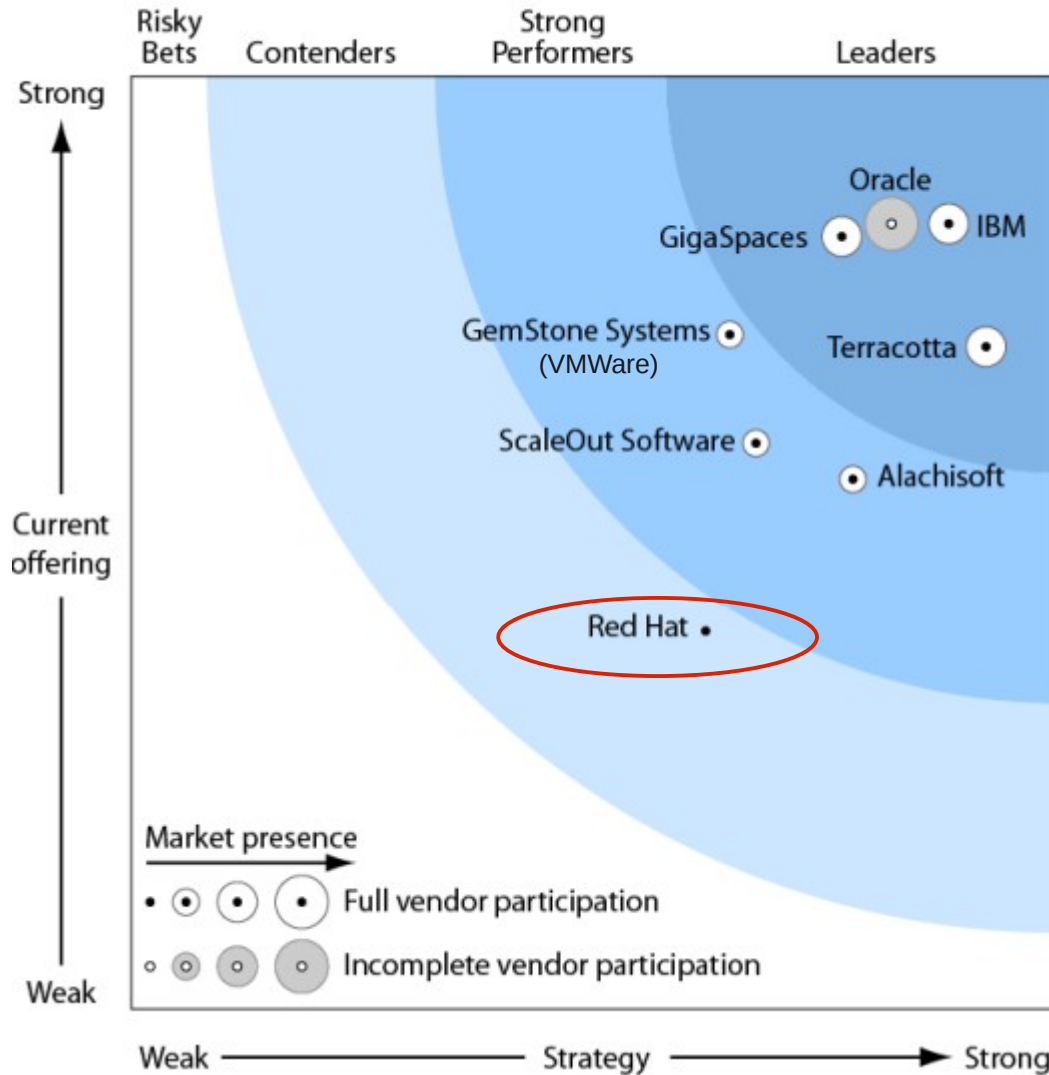 Risky
Bets
Contenders
Strong
Performers
Leaders
Strong
Oracle
GigaSpaces
IBM
GemStone Systems
(VMWare)
Terracotta
ScaleOut Software
Alachisoft
Current
offering
Red Hat
Market presence
Full vendor participation
Incomplete vendor participation
Weak
Weak
Strategy
Strong